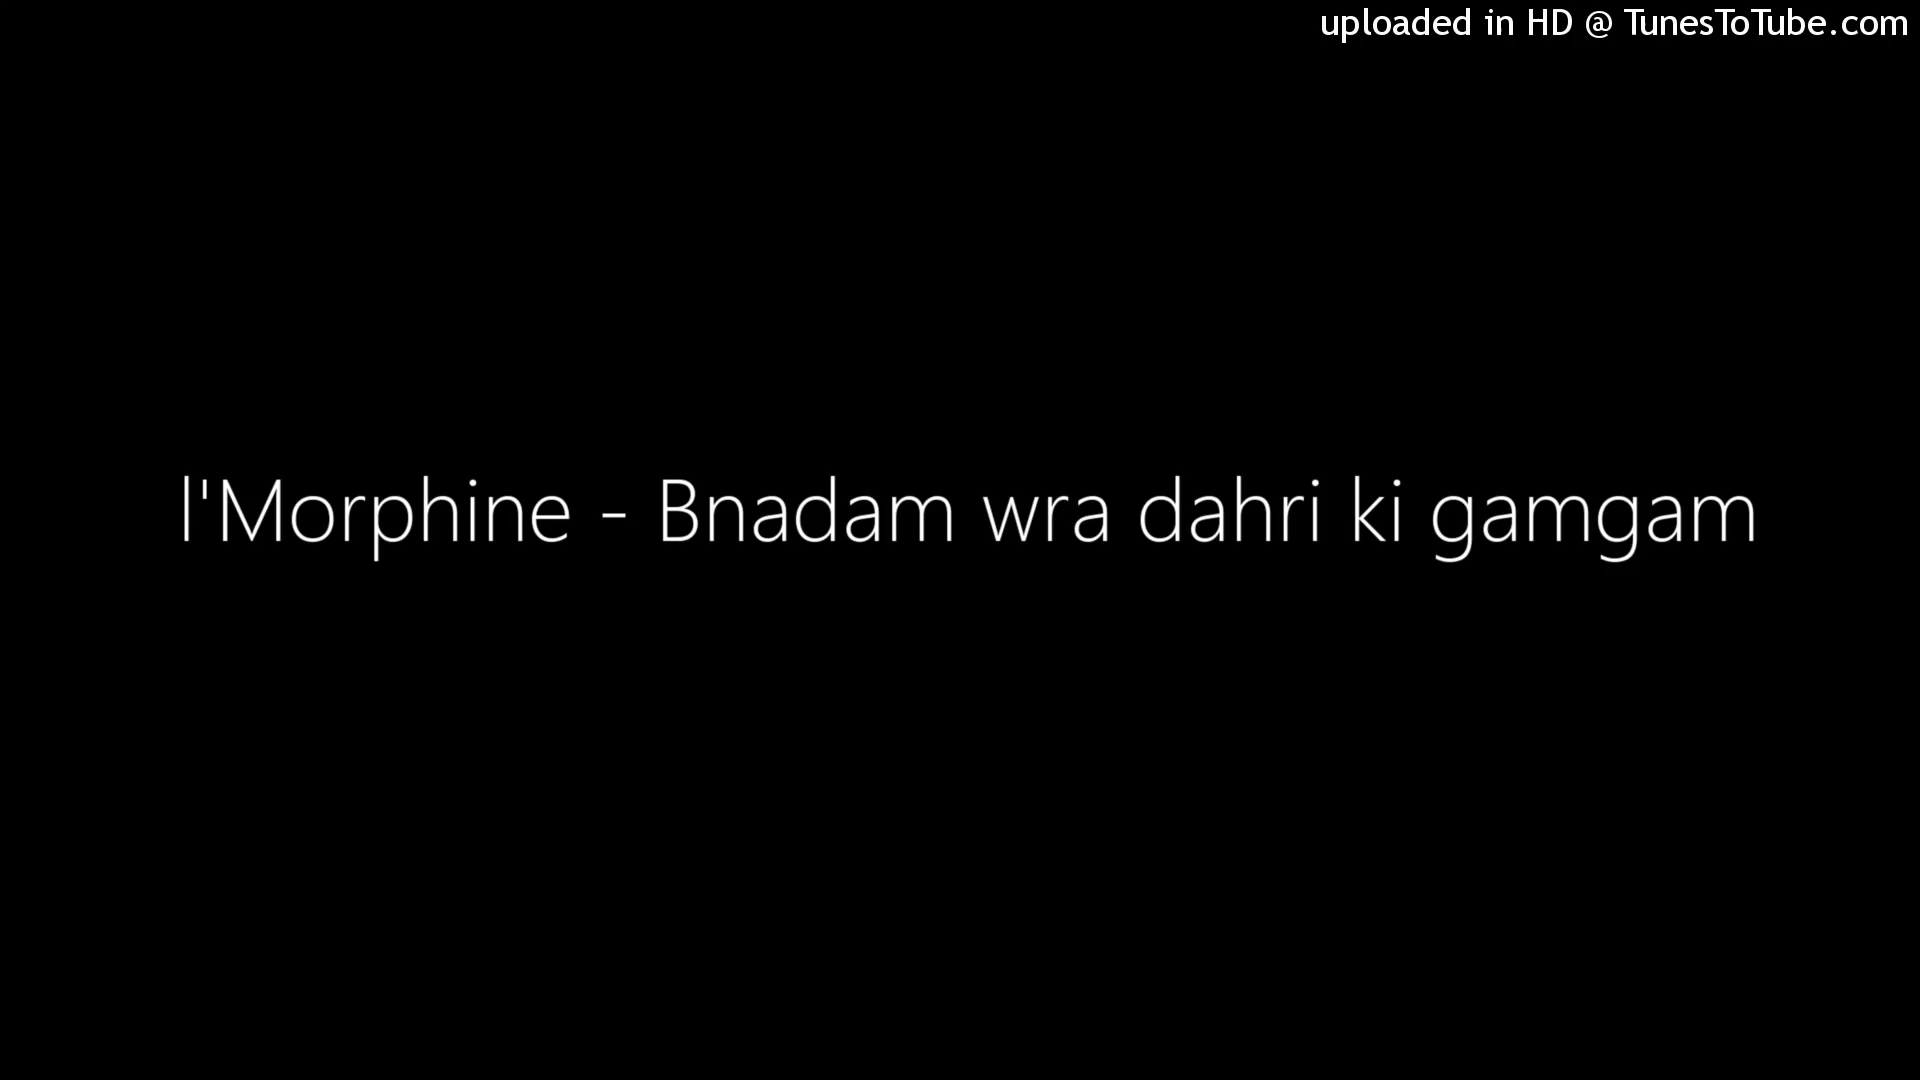 uploaded in HD @ TunesToTube.com
l'Morphine - Bnadam wra dahri ki gamgam